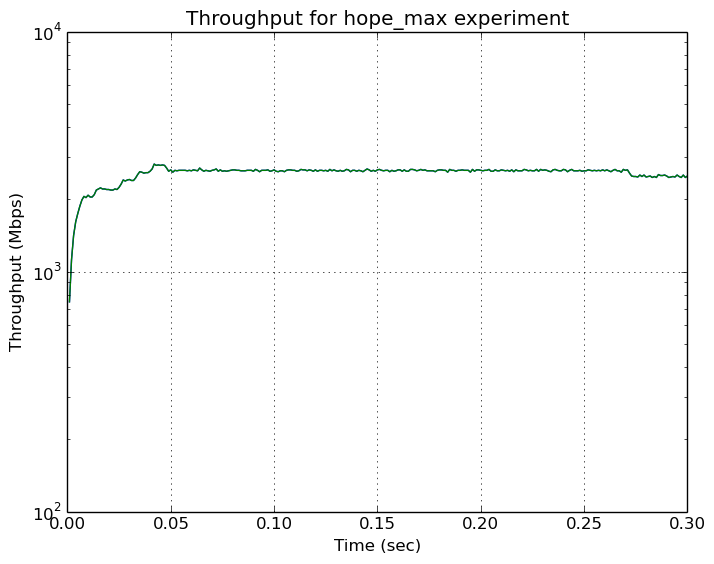 Throughput for hope_max experiment
Throughput (Mbps)
10^4
10^3
10^2
0.00 0.05 0.10 0.15 0.20 0.25 0.30
Time (sec)